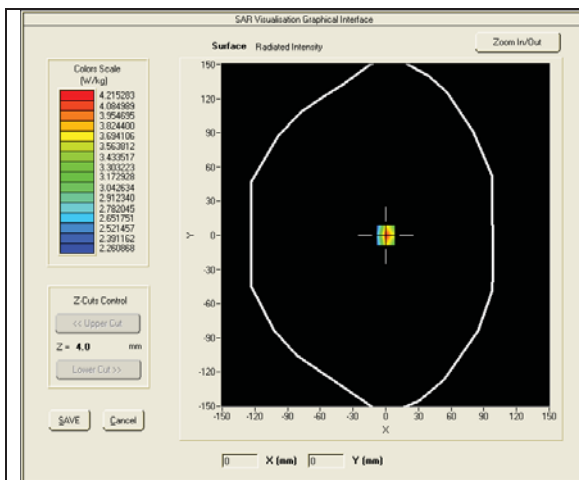 SAR Visualisation Graphical Interface
Surface Radiated Intensity
Zoom In/Out
Colors Scale
(W/kg)
4.215283
4.084989
3.954695
3.824400
3.694106
3.563812
3.433517
3.303223
3.172928
3.042634
2.912340
2.782045
2.651751
2.521457
2.391162
2.260868
Z-Cuts Control
<< Upper Cut
Z = 4.0 mm
Lower Cut >>
SAVE Cancel
Y
150
120
90
60
30
0
-30
-60
-90
-120
-150
-150 -120 -90 -60 -30 0 30 60 90 120 150
X
0 X (mm) 0 Y (mm)